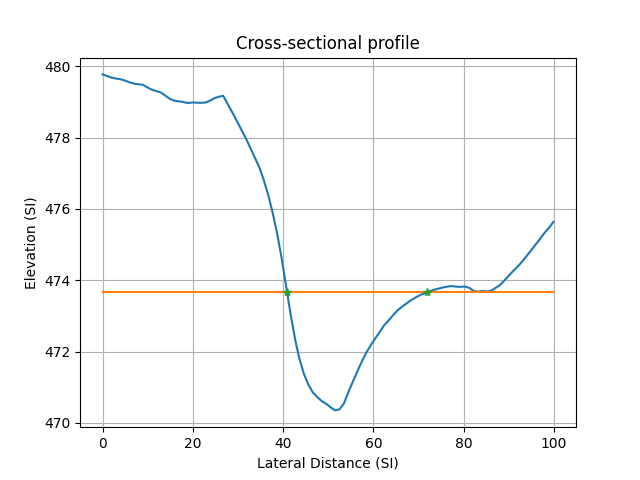 Cross-sectional profile
480
478
476
474
472
470
Elevation (SI)
0 20 40 60 80 100
Lateral Distance (SI)